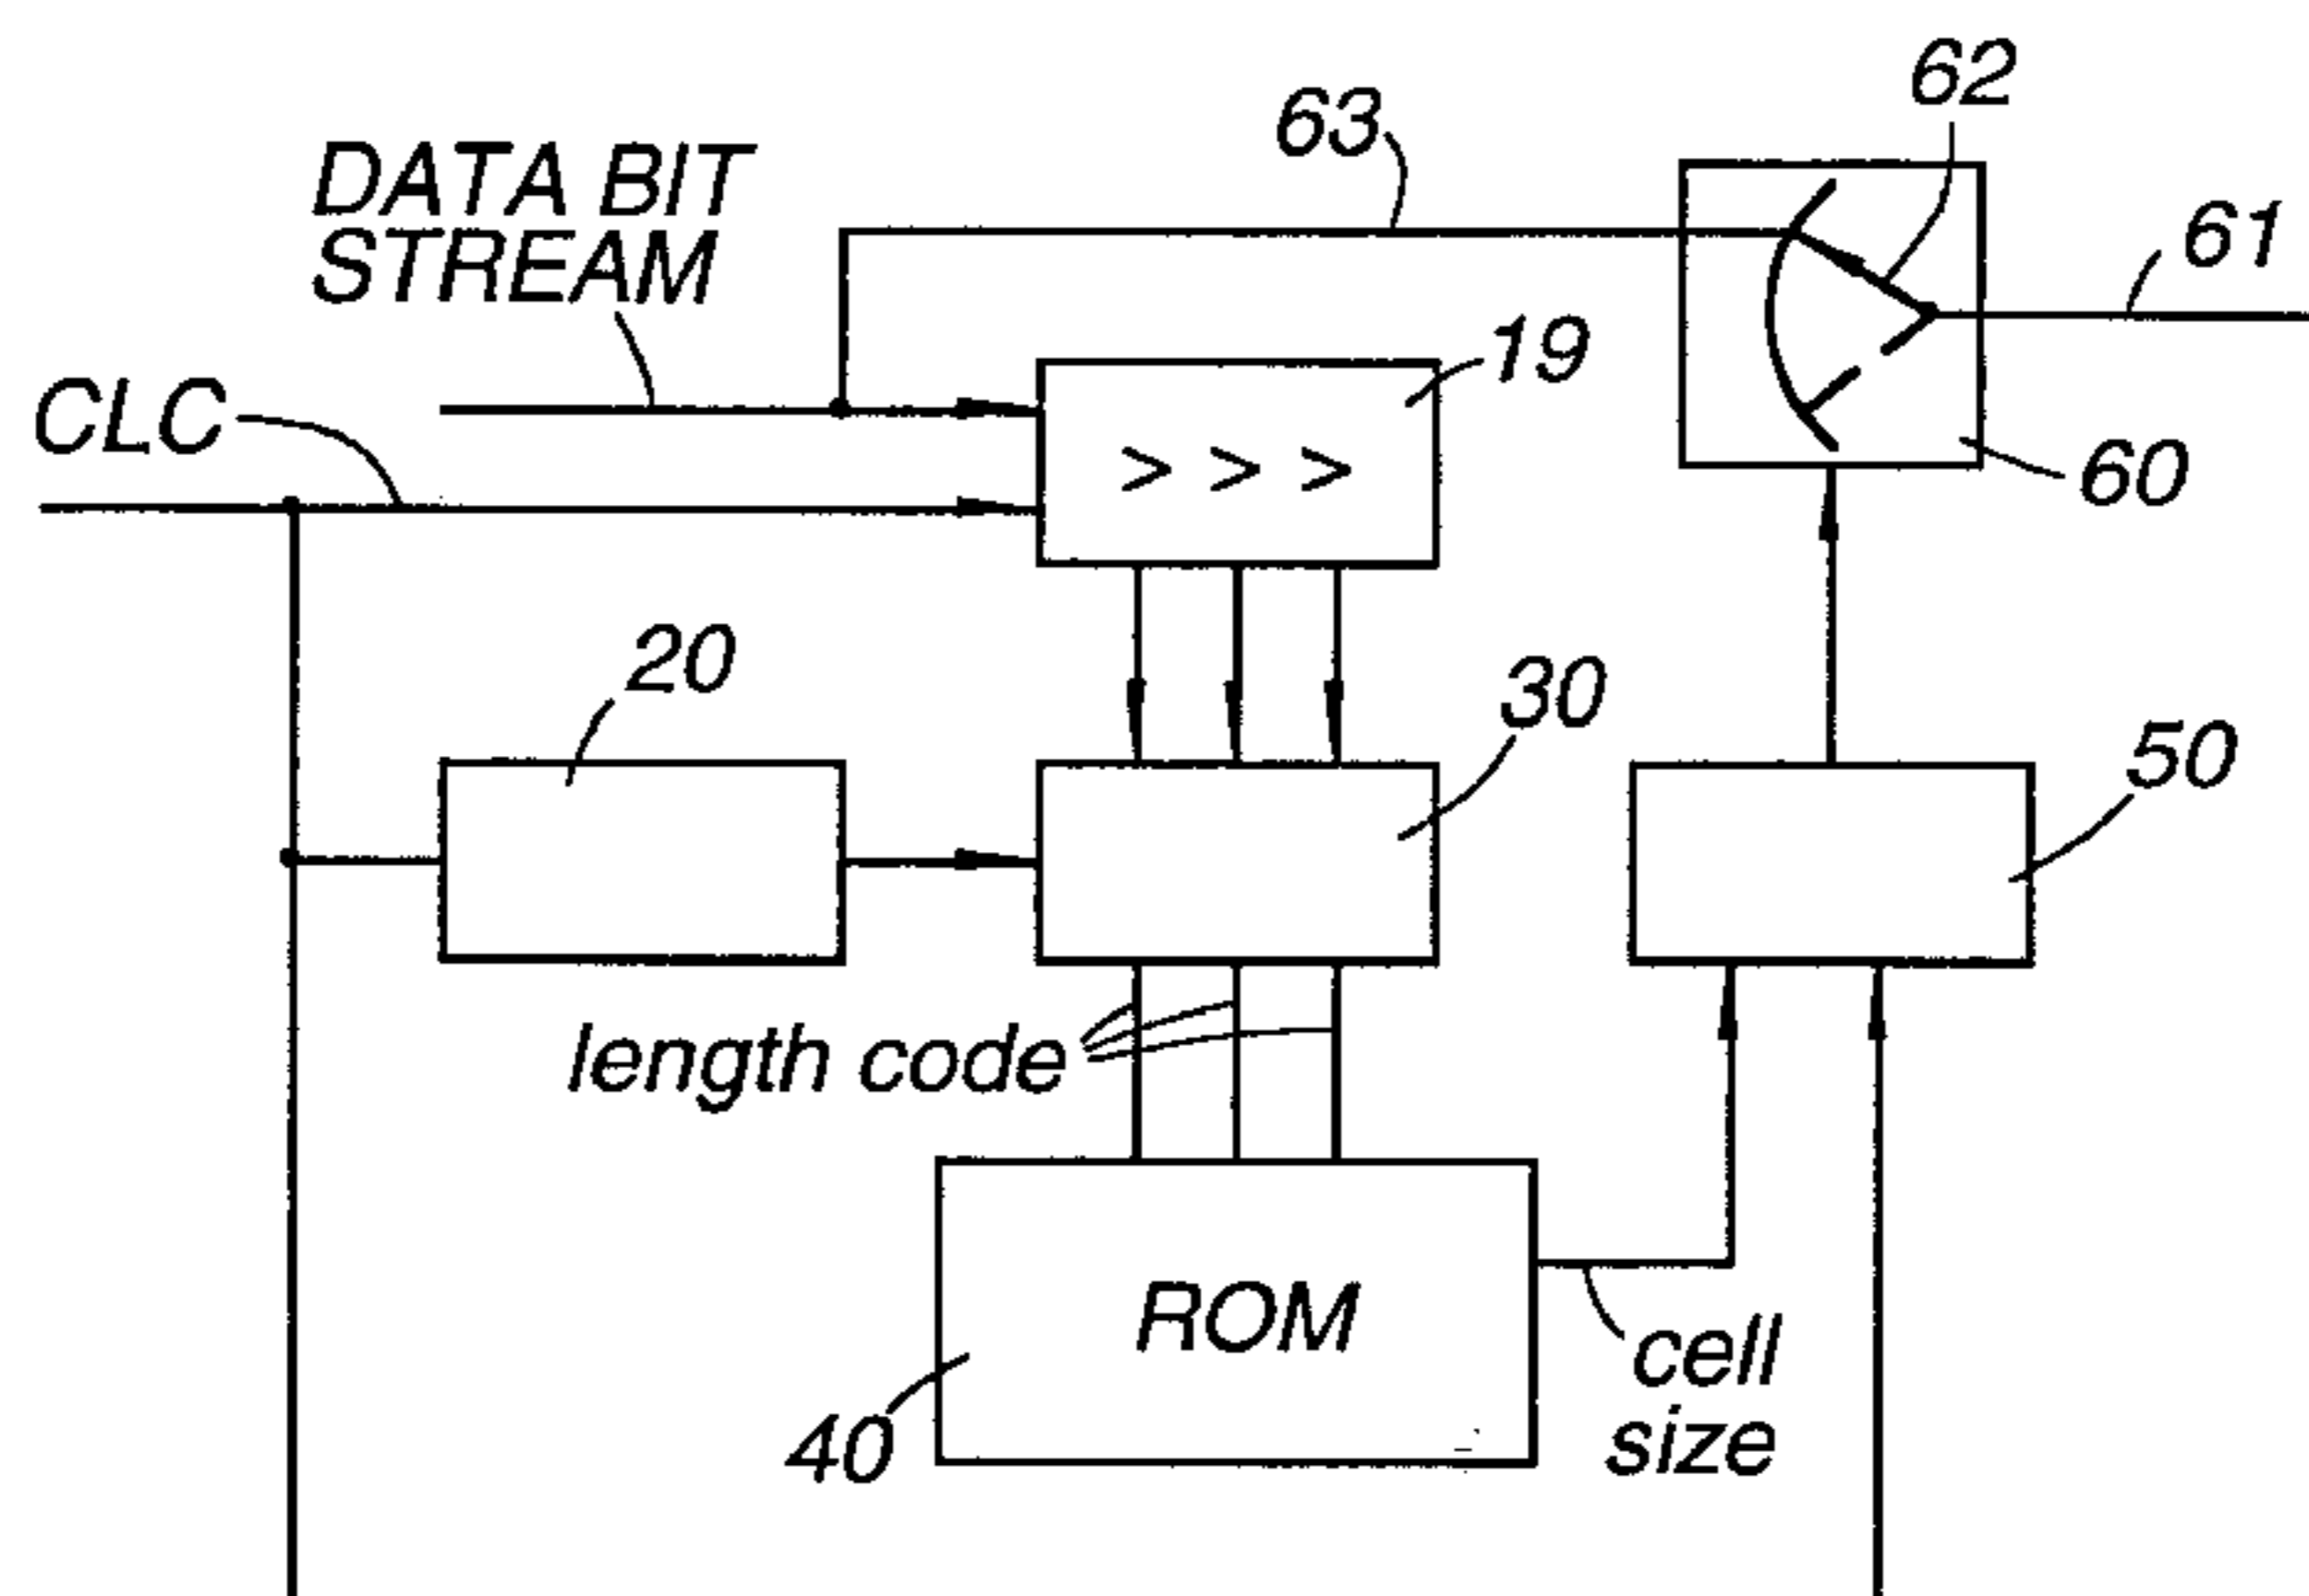 62
63
DATA BIT
STREAM
61
19
CLC
> > >
60
20
30
50
length code
ROM
cell
size
40